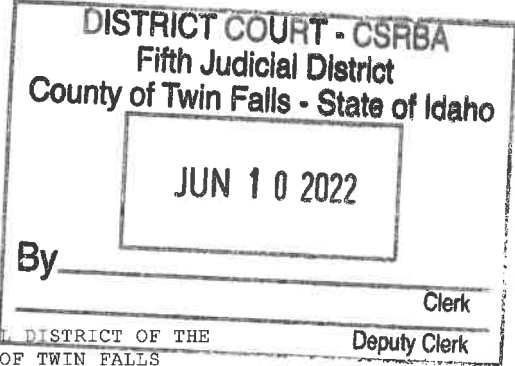 DISTRICT COURT - CSRBA
Fifth Judicial District
County of Twin Falls - State of Idaho
JUN 10 2022
By
Clerk
Deputy Clerk
DISTRICT OF THE
OF TWIN FALLS